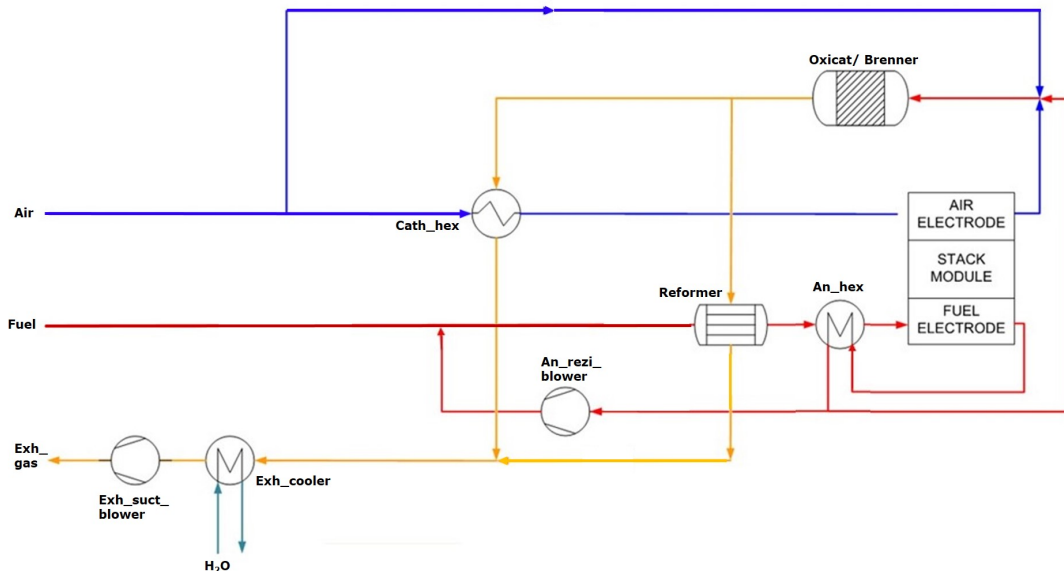 Oxicat/ Brenner
Air
Cath_hex
AIR
ELECTRODE
STACK
MODULE
FUEL
ELECTRODE
Reformer
An_hex
Fuel
An_rezi_
blower
Exh_
gas
Exh_cooler
Exh_suct_
blower
H₂O